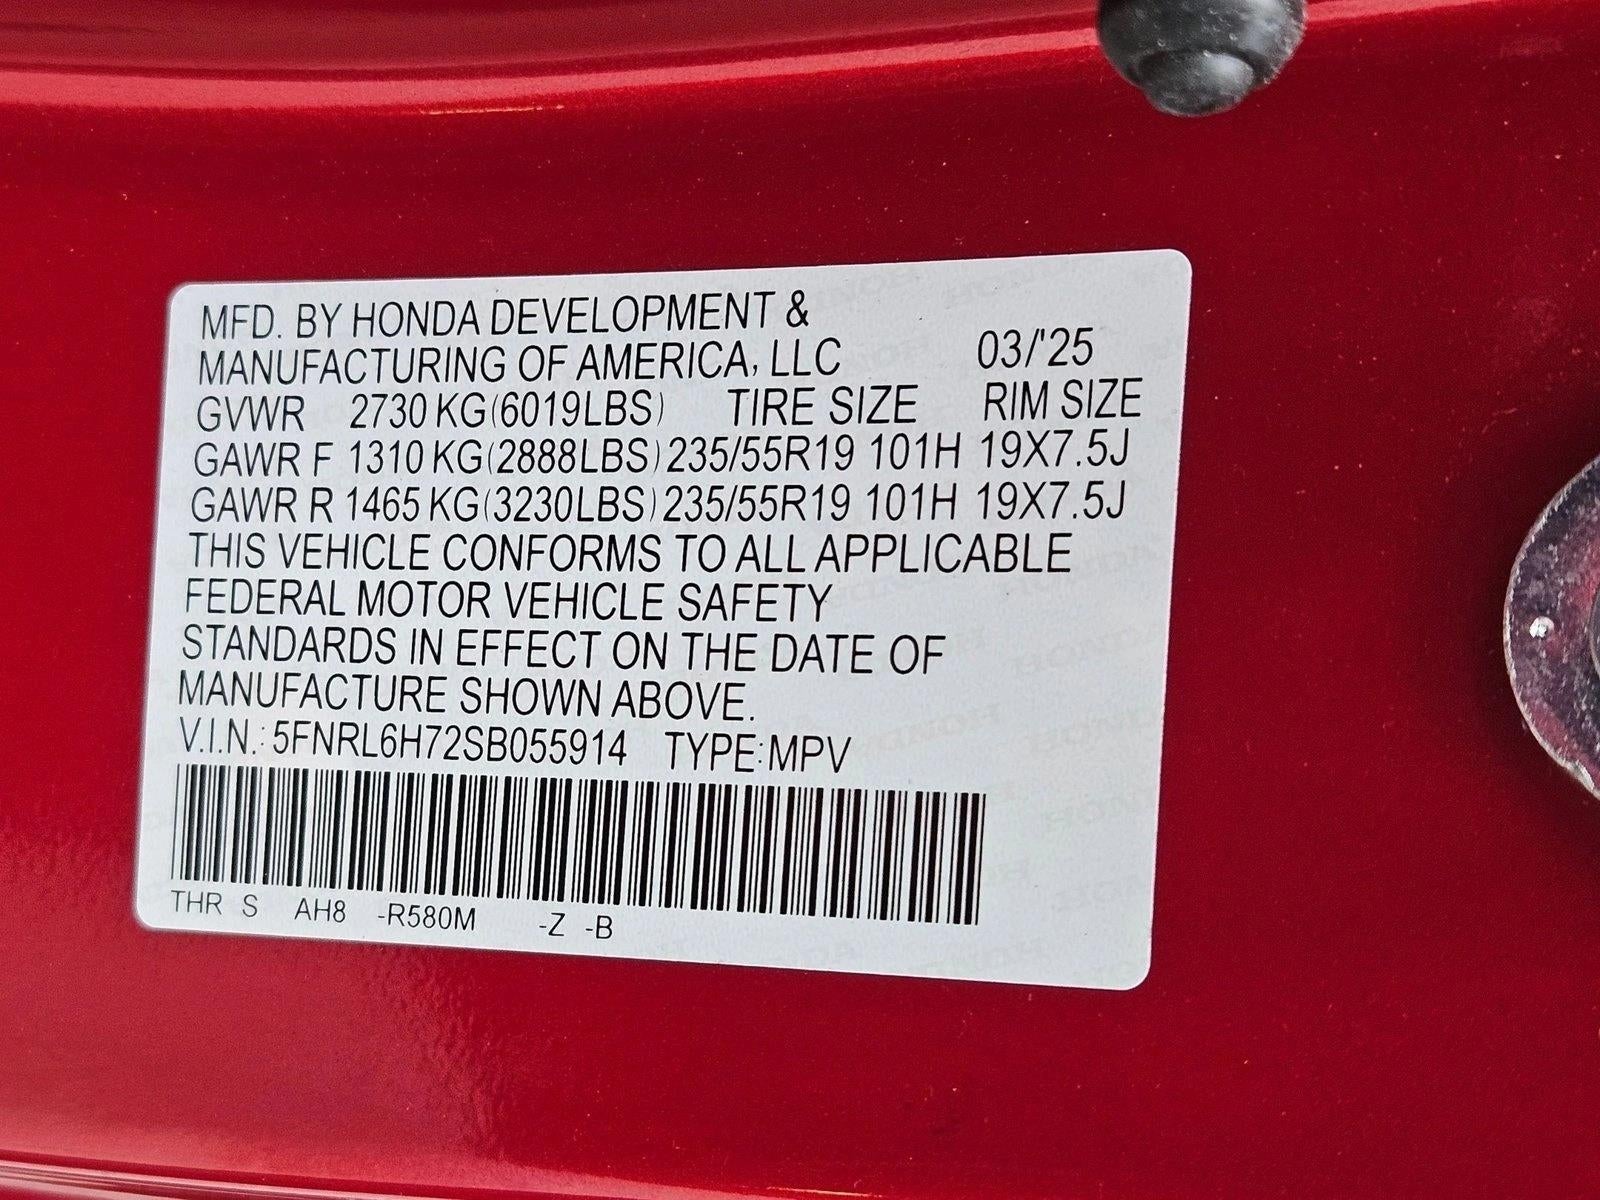 MFD. BY HONDA DEVELOPMENT &
MANUFACTURING OF AMERICA, LLC 03/'25
GVWR 2730 KG(6019LBS) TIRE SIZE RIM SIZE
GAWR F 1310 KG(2888LBS) 235/55R19 101H 19X7.5J
GAWR R 1465 KG(3230LBS) 235/55R19 101H 19X7.5J
THIS VEHICLE CONFORMS TO ALL APPLICABLE
FEDERAL MOTOR VEHICLE SAFETY
STANDARDS IN EFFECT ON THE DATE OF
MANUFACTURE SHOWN ABOVE.
V.I.N.: 5FNRL6H72SB055914 TYPE: MPV
THR S AH8 -R580M -Z -B